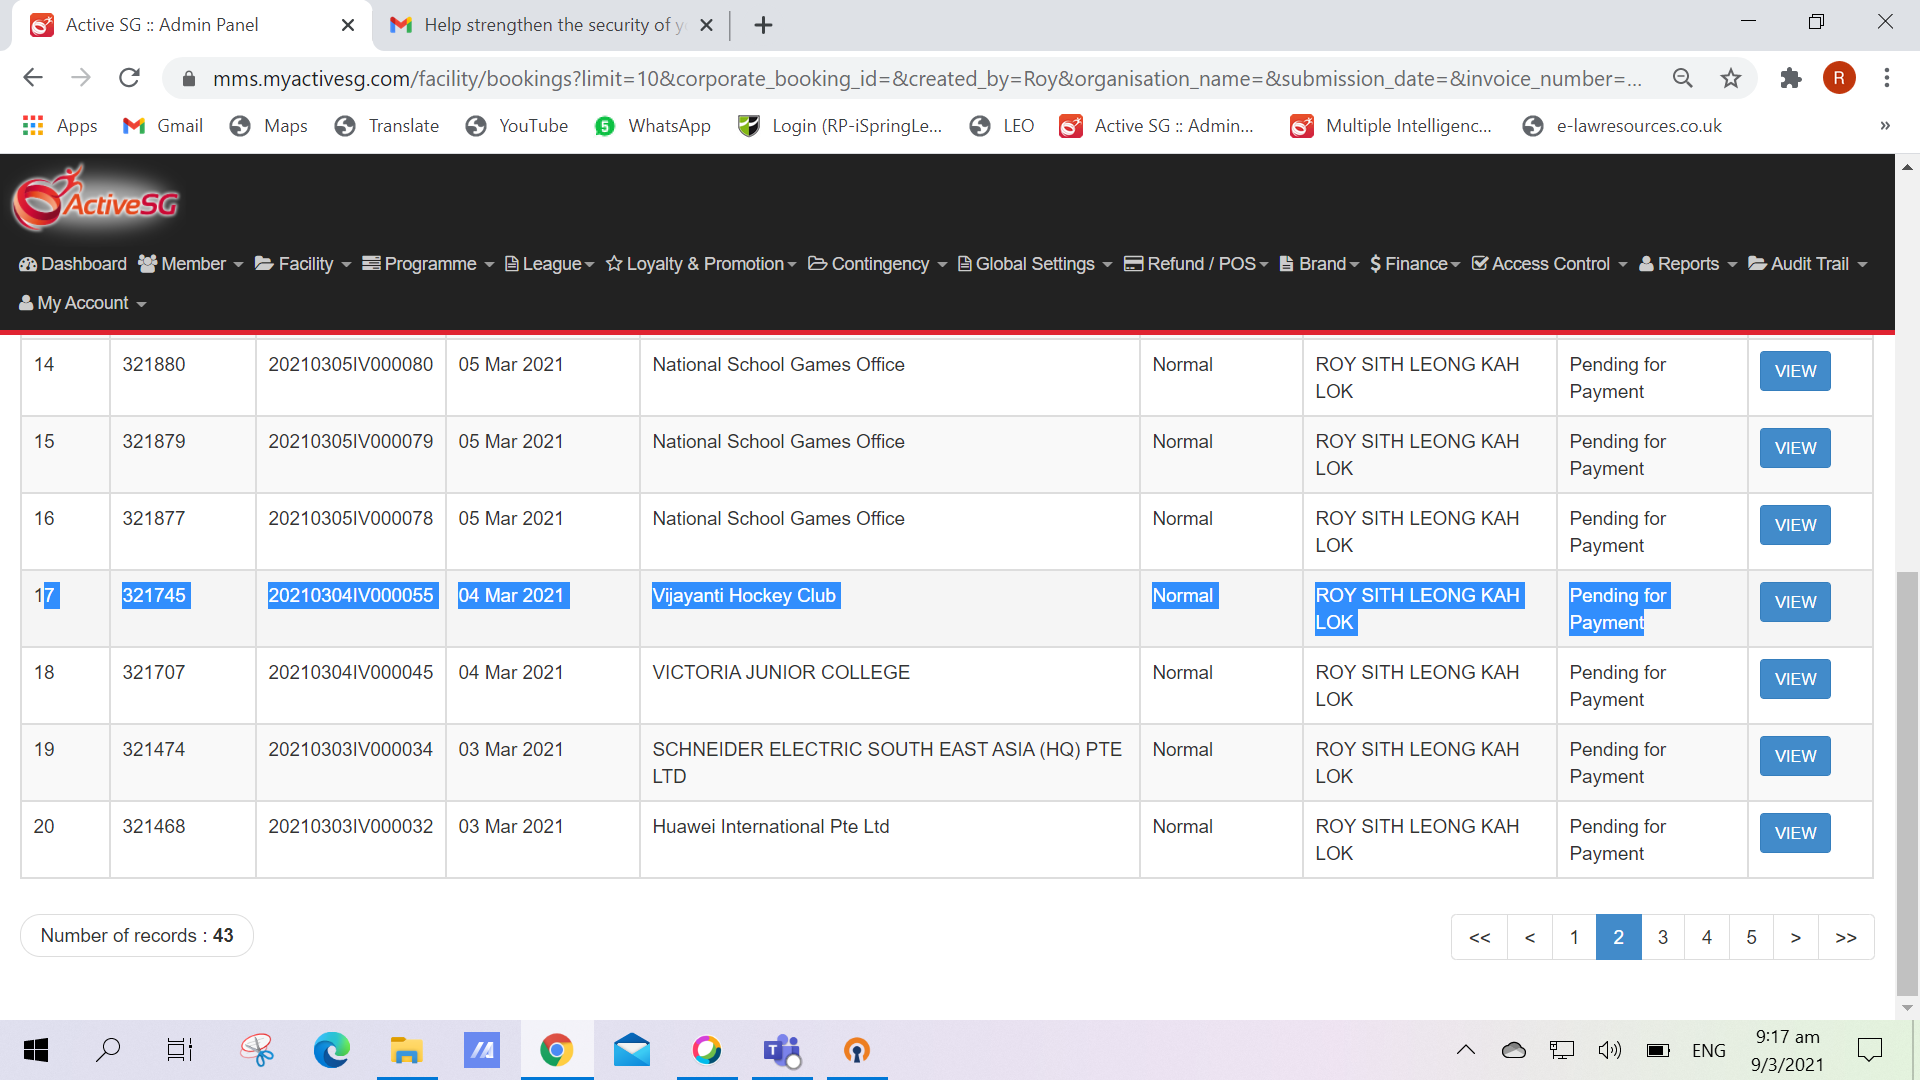 Active SG :: Admin Panel
Help strengthen the security of y
mms.myactivesg.com/facility/bookings?limit=10&corporate_booking_id=&created_by=Roy&organisation_name=&submission_date=&invoice_number=...
R
Apps Gmail Maps Translate YouTube WhatsApp Login (RP-iSpringLe... LEO Active SG :: Admin... Multiple Intelligenc... e-lawresources.co.uk »
ActiveSG
Dashboard Member Facility Programme League Loyalty & Promotion Contingency Global Settings Refund / POS Brand $ Finance Access Control Reports Audit Trail
My Account
14 321880 20210305IV000080 05 Mar 2021 National School Games Office Normal ROY SITH LEONG KAH LOK Pending for Payment VIEW
15 321879 20210305IV000079 05 Mar 2021 National School Games Office Normal ROY SITH LEONG KAH LOK Pending for Payment VIEW
16 321877 20210305IV000078 05 Mar 2021 National School Games Office Normal ROY SITH LEONG KAH LOK Pending for Payment VIEW
17 321745 20210304IV000055 04 Mar 2021 Vijayanti Hockey Club Normal ROY SITH LEONG KAH LOK Pending for Payment VIEW
18 321707 20210304IV000045 04 Mar 2021 VICTORIA JUNIOR COLLEGE Normal ROY SITH LEONG KAH LOK Pending for Payment VIEW
19 321474 20210303IV000034 03 Mar 2021 SCHNEIDER ELECTRIC SOUTH EAST ASIA (HQ) PTE LTD Normal ROY SITH LEONG KAH LOK Pending for Payment VIEW
20 321468 20210303IV000032 03 Mar 2021 Huawei International Pte Ltd Normal ROY SITH LEONG KAH LOK Pending for Payment VIEW
Number of records : 43
<< < 1 2 3 4 5 > >>
ENG
9:17 am
9/3/2021